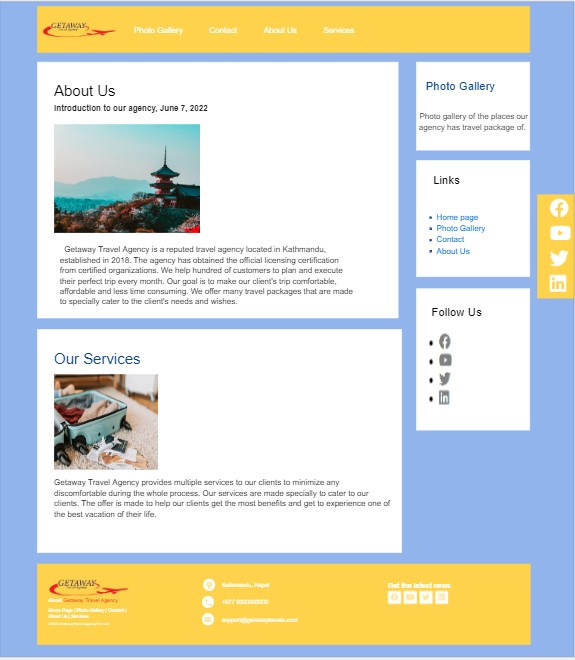 GETAWAY
Travel Agency
Photo Gallery Contact About Us Services
About Us
Introduction to our agency, June 7, 2022
Getaway Travel Agency is a reputed travel agency located in Kathmandu,
established in 2018. The agency has obtained the official licensing certification
from certified organizations. We help hundred of customers to plan and execute
their perfect trip every month. Our goal is to make our client's trip comfortable,
affordable and less time consuming. We offer many travel packages that are made
to specially cater to the client's needs and wishes.
Our Services
Getaway Travel Agency provides multiple services to our clients to minimize any
discomfortable during the whole process. Our services are made specially to cater to our
clients. The offer is made to help our clients get the most benefits and get to experience one of
the best vacation of their life.
Photo Gallery
Photo gallery of the places our
agency has travel package of.
Links
Home page
Photo Gallery
Contact
About Us
Follow Us
GETAWAY
Travel Agency
About Getaway, Travel Agency
Home Page | Photo Gallery | Contact |
About Us | Services
Kathmandu, Nepal
Get the latest news